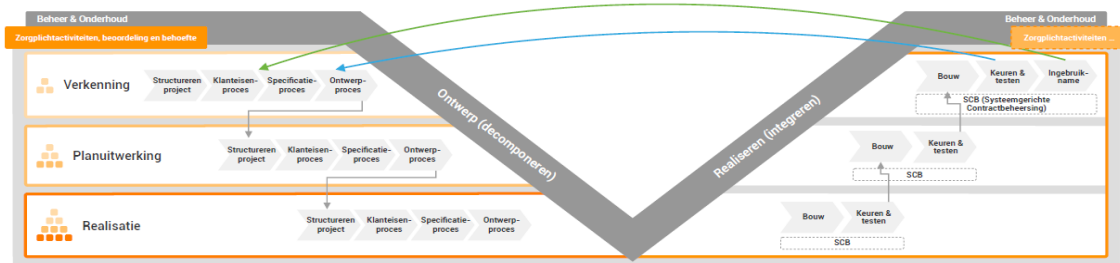 Beheer & Onderhoud
Beheer & Onderhoud
Zorgplichtactiviteiten, beoordeling en behoefte
Zorgplichtactiviteiten ...
Verkenning
Structureren
project
Klanteisen-
proces
Specificatie-
proces
Ontwerp-
proces
Bouw
Keuren &
testen
Ingebruik-
name
SCB (Systeemgerichte
Contractbeheersing)
Ontwerp (decomponeren)
Realiseren (integreren)
Planuitwerking
Structureren
project
Klanteisen-
proces
Specificatie-
proces
Ontwerp-
proces
Bouw
Keuren &
testen
SCB
Realisatie
Structureren
project
Klanteisen-
proces
Specificatie-
proces
Ontwerp-
proces
Bouw
Keuren &
testen
SCB